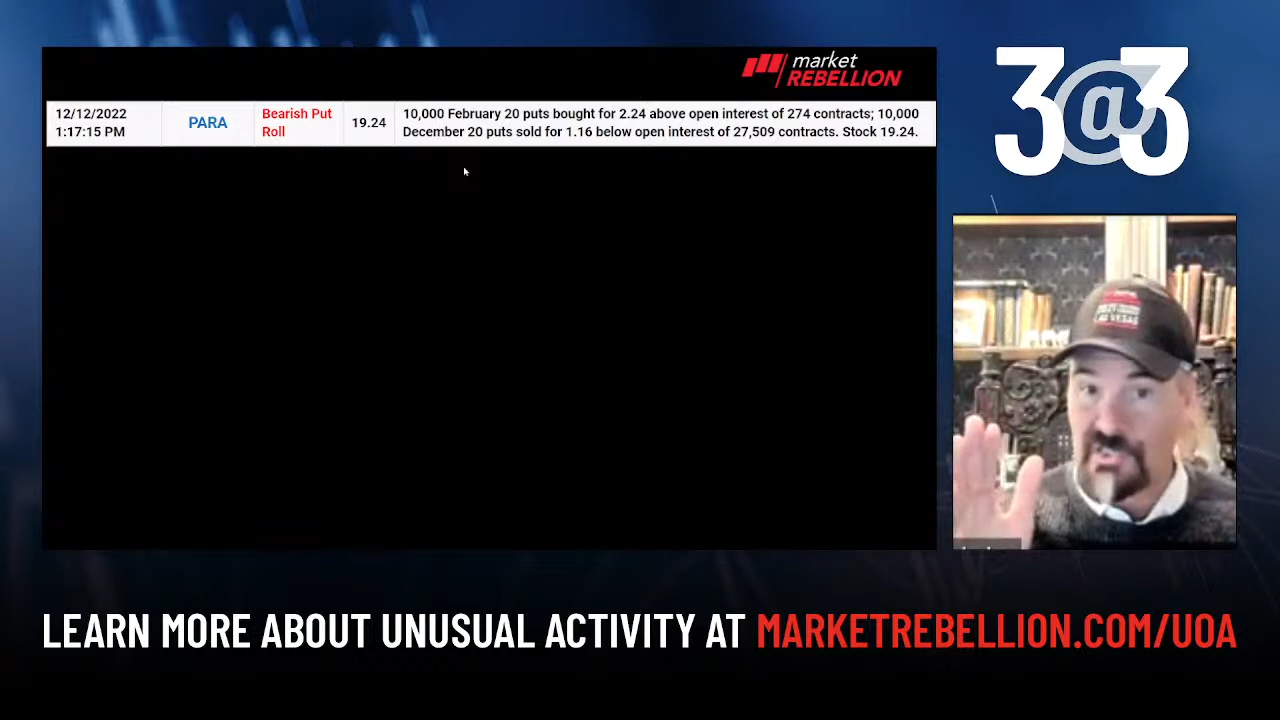 market
REBELLION
3@3
12/12/2022
1:17:15 PM
PARA
Bearish Put
Roll
19.24
10,000 February 20 puts bought for 2.24 above open interest of 274 contracts; 10,000
December 20 puts sold for 1.16 below open interest of 27,509 contracts. Stock 19.24.
LAS VEGAS
LEARN MORE ABOUT UNUSUAL ACTIVITY AT MARKETREBELLION.COM/UOA